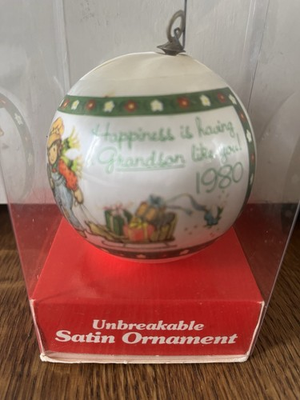 Happiness is having
Grandson like you!
1980
Unbreakable
Satin Ornament